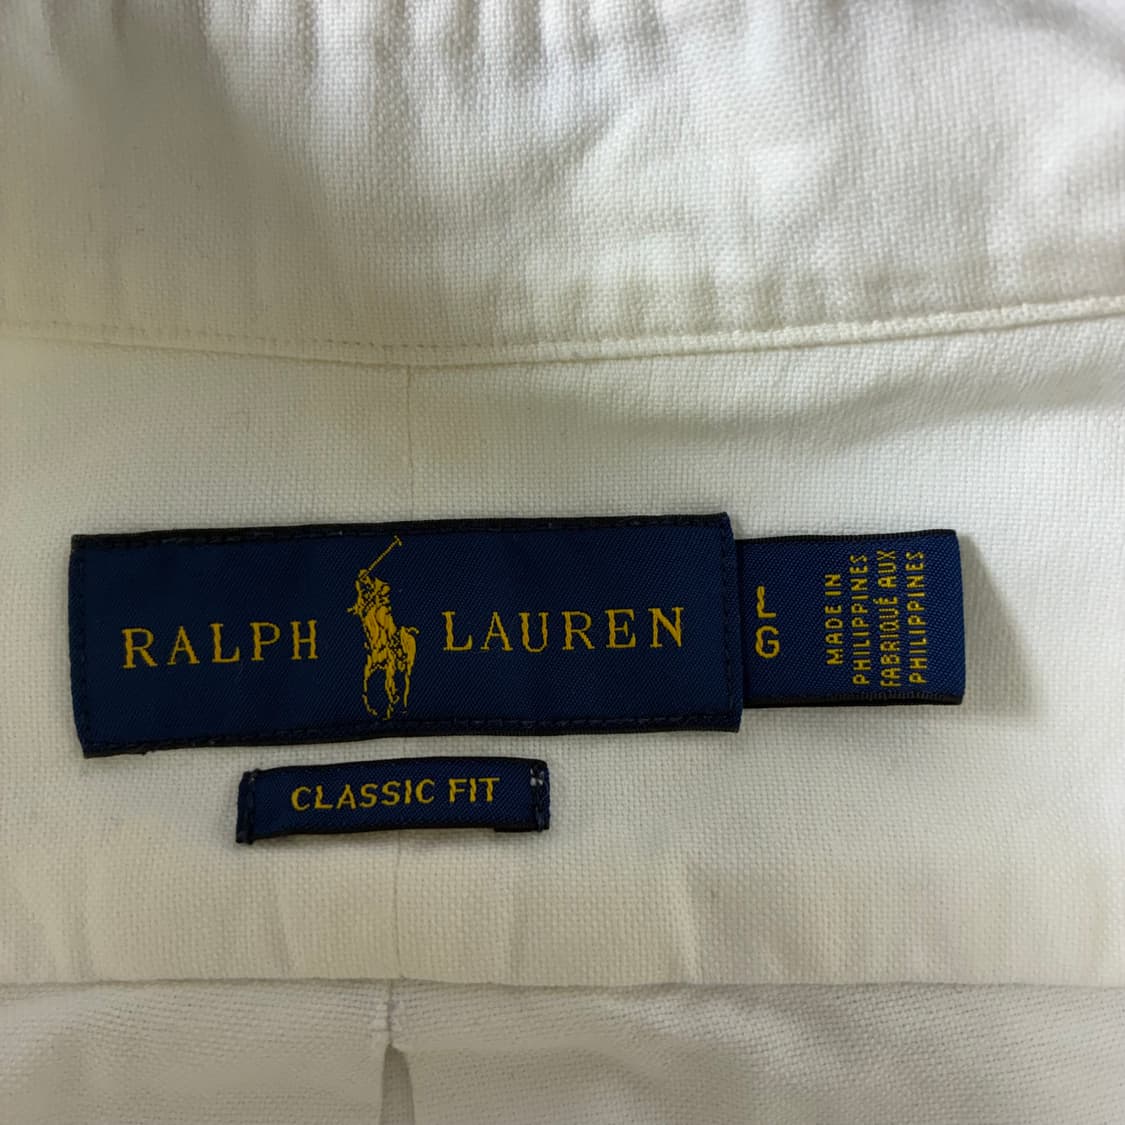 RALPH LAUREN
L
G
MADE IN
PHILIPPINES
FABRIQUÉ AUX
PHILIPPINES
CLASSIC FIT